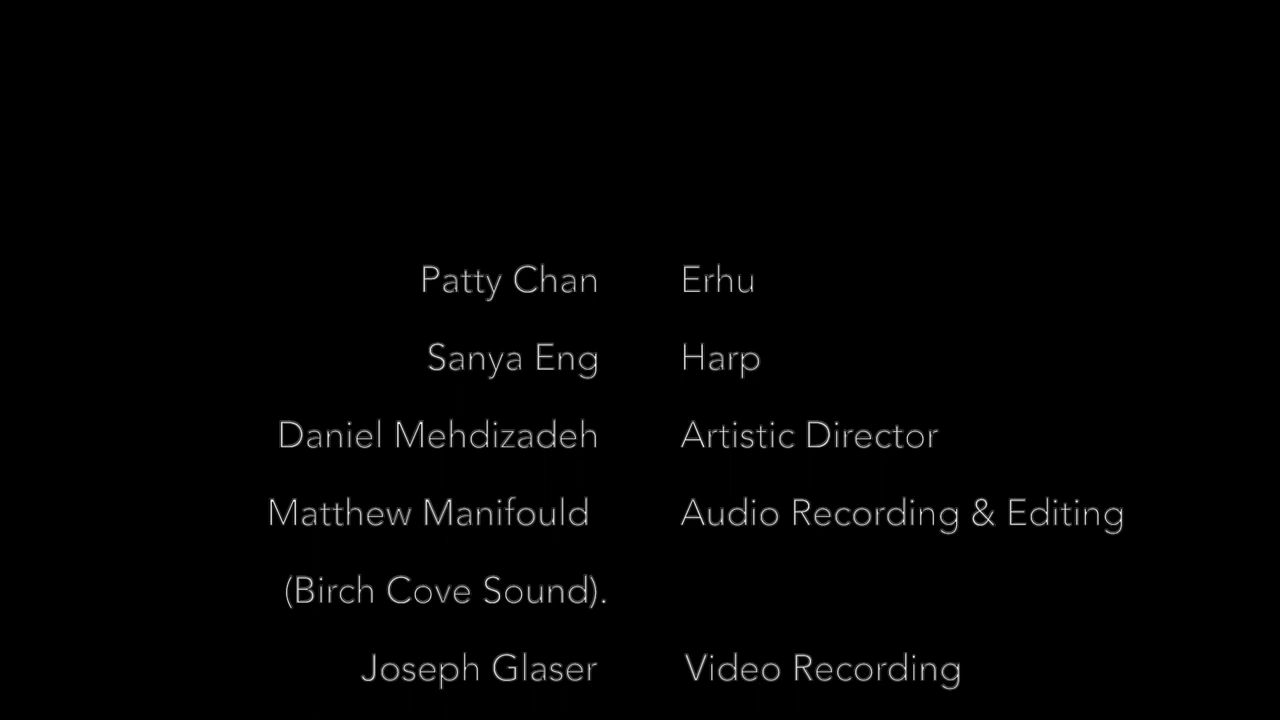 Patty Chan Erhu
Sanya Eng Harp
Daniel Mehdizadeh Artistic Director
Matthew Manifould Audio Recording & Editing
(Birch Cove Sound).
Joseph Glaser Video Recording